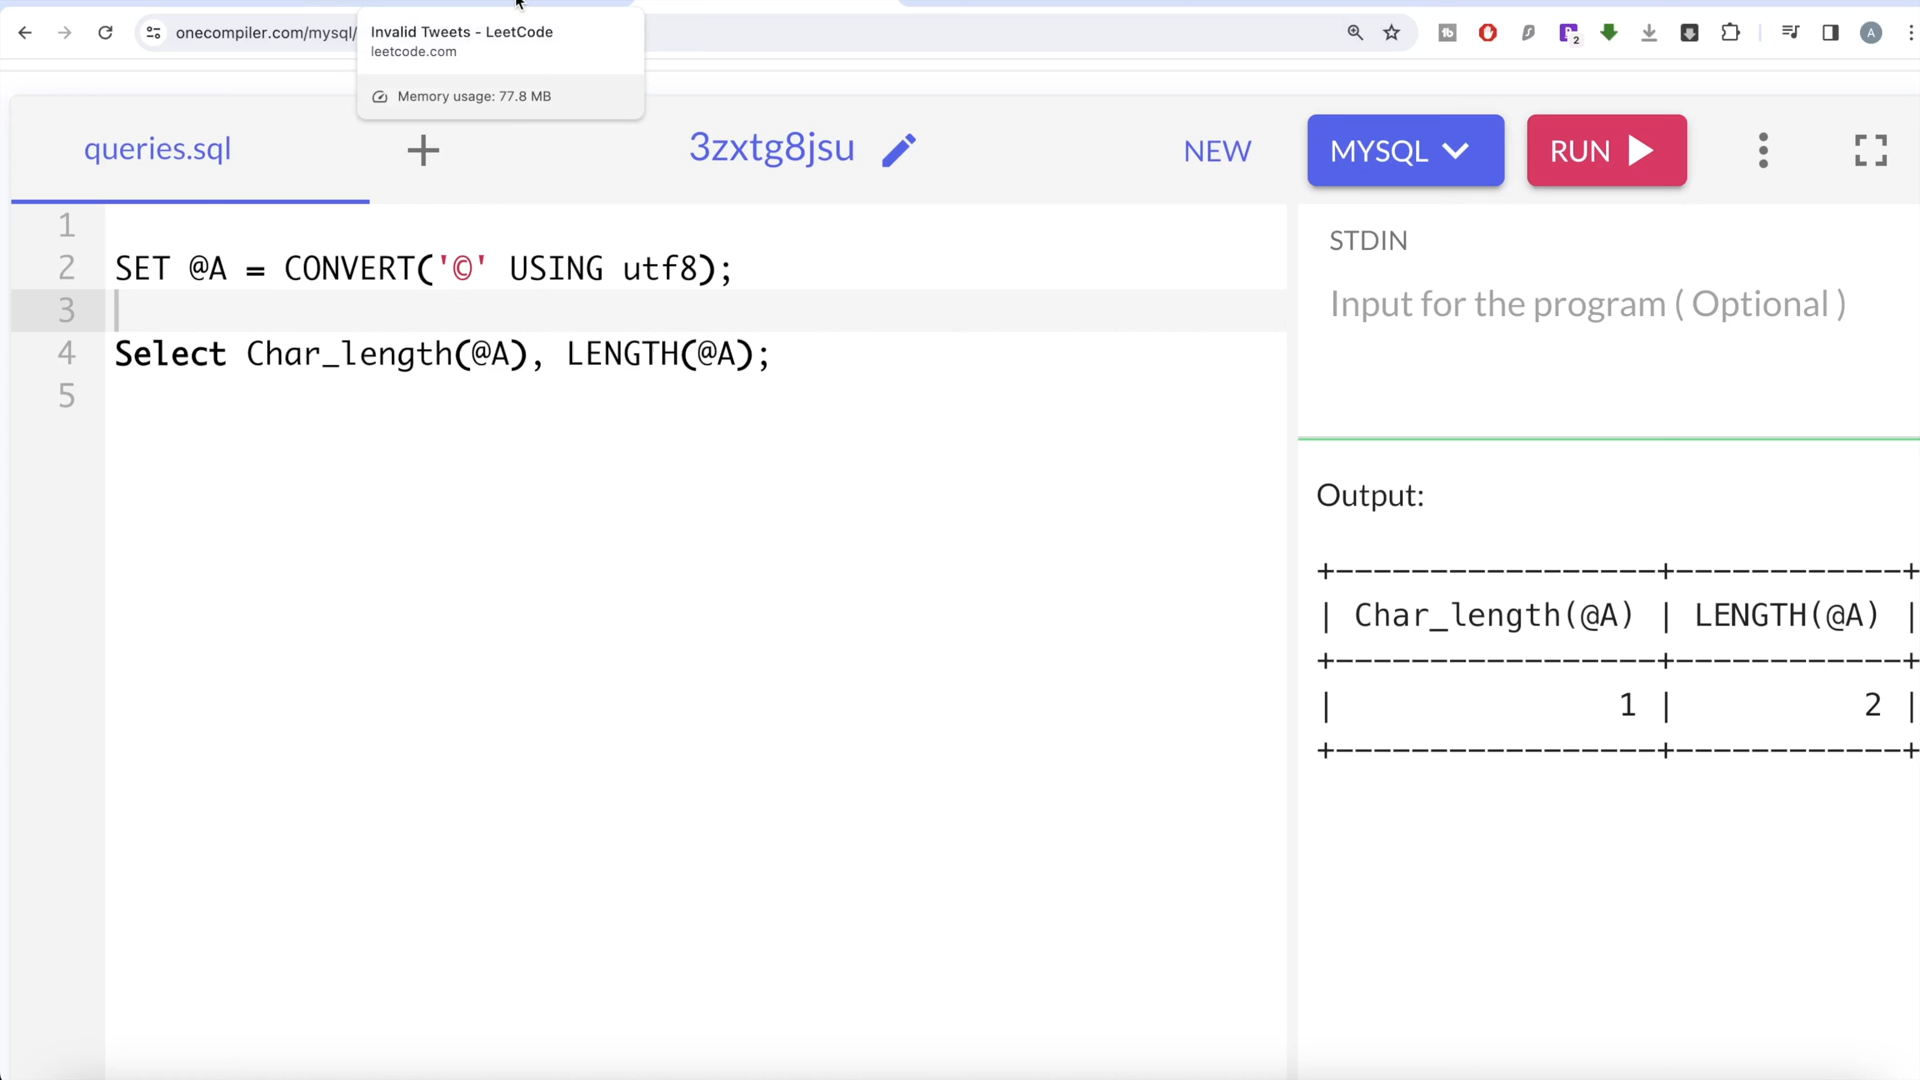 onecompiler.com/mysql/
Invalid Tweets - LeetCode
leetcode.com
Memory usage: 77.8 MB
2
A
queries.sql
+
3zxtg8jsu
NEW
MYSQL
RUN
1
2 SET @A = CONVERT('©' USING utf8);
3
4 Select Char_length(@A), LENGTH(@A);
5
STDIN
Input for the program ( Optional )
Output:
+-----------------+------------+
| Char_length(@A) | LENGTH(@A) |
+-----------------+------------+
|               1 |          2 |
+-----------------+------------+